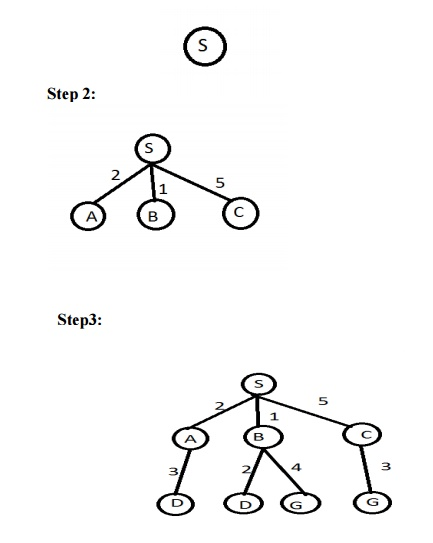 S
Step 2:
S
2 1 5
A B C
Step3:
S
2 1 5
A B C
3 2 4 3
D D G G